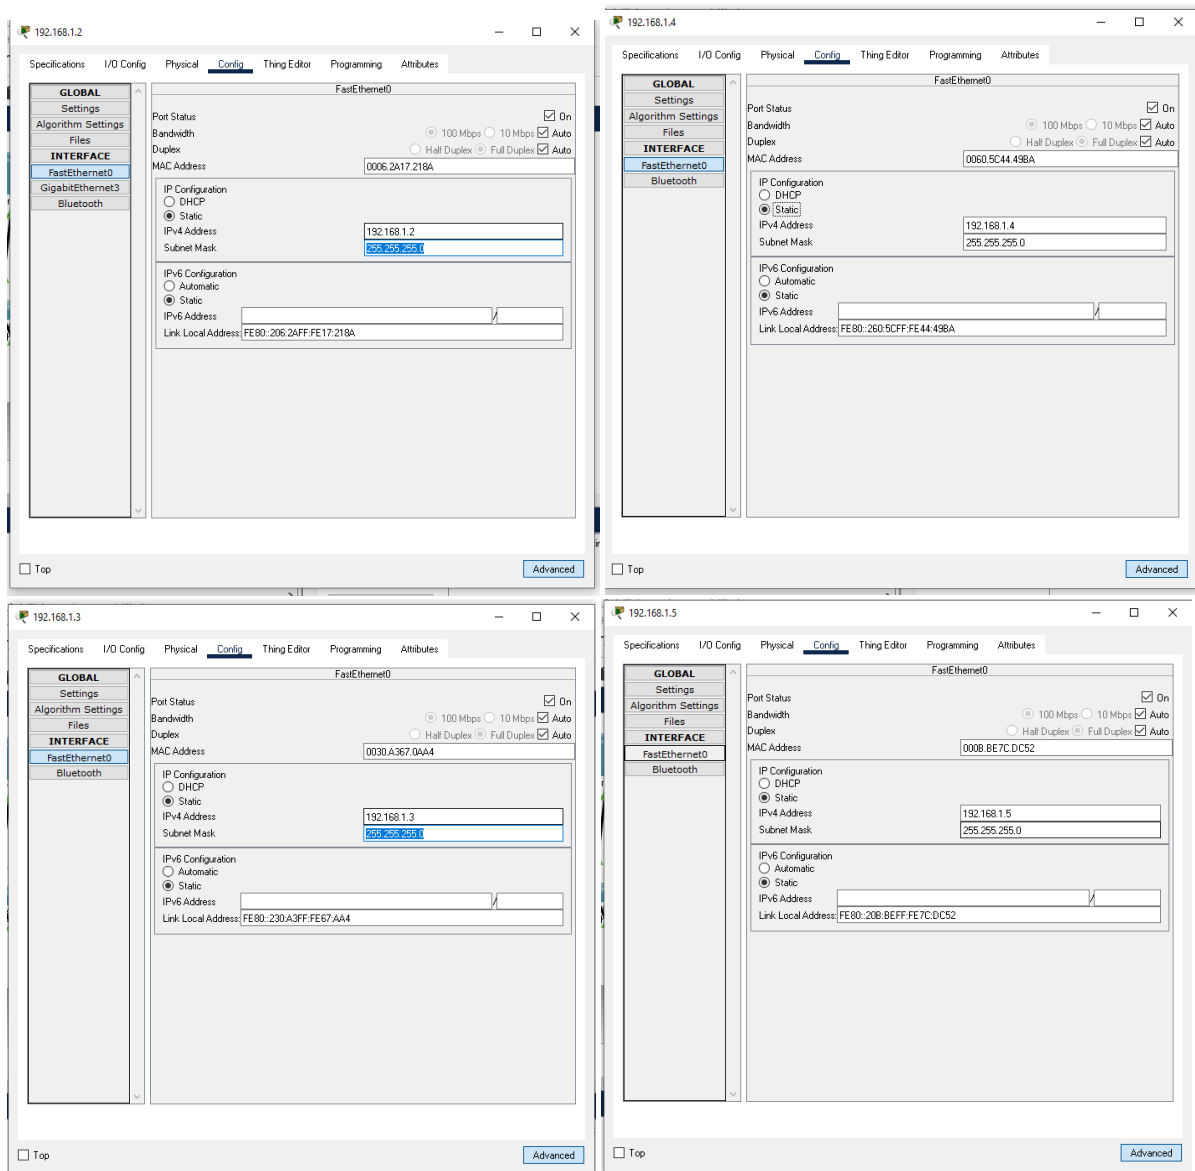 192.168.1.2
Specifications I/O Config Physical Config Thing Editor Programming Attributes
GLOBAL
Settings
Algorithm Settings
Files
INTERFACE
FastEthernet0
GigabitEthernet3
Bluetooth
FastEthernet0
Port Status On
Bandwidth 100 Mbps 10 Mbps Auto
Duplex Half Duplex Full Duplex Auto
MAC Address 0006.2A17.218A
IP Configuration
DHCP
Static
IPv4 Address 192.168.1.2
Subnet Mask 255.255.255.0
IPv6 Configuration
Automatic
Static
IPv6 Address /
Link Local Address: FE80::206:2AFF:FE17:218A
Top Advanced
192.168.1.4
Specifications I/O Config Physical Config Thing Editor Programming Attributes
GLOBAL
Settings
Algorithm Settings
Files
INTERFACE
FastEthernet0
Bluetooth
FastEthernet0
Port Status On
Bandwidth 100 Mbps 10 Mbps Auto
Duplex Half Duplex Full Duplex Auto
MAC Address 0060.5C44.49BA
IP Configuration
DHCP
Static
IPv4 Address 192.168.1.4
Subnet Mask 255.255.255.0
IPv6 Configuration
Automatic
Static
IPv6 Address /
Link Local Address: FE80::260:5CFF:FE44:49BA
Top Advanced
192.168.1.3
Specifications I/O Config Physical Config Thing Editor Programming Attributes
GLOBAL
Settings
Algorithm Settings
Files
INTERFACE
FastEthernet0
Bluetooth
FastEthernet0
Port Status On
Bandwidth 100 Mbps 10 Mbps Auto
Duplex Half Duplex Full Duplex Auto
MAC Address 0030.A367.0AA4
IP Configuration
DHCP
Static
IPv4 Address 192.168.1.3
Subnet Mask 255.255.255.0
IPv6 Configuration
Automatic
Static
IPv6 Address /
Link Local Address: FE80::230:A3FF:FE67:AA4
Top Advanced
192.168.1.5
Specifications I/O Config Physical Config Thing Editor Programming Attributes
GLOBAL
Settings
Algorithm Settings
Files
INTERFACE
FastEthernet0
Bluetooth
FastEthernet0
Port Status On
Bandwidth 100 Mbps 10 Mbps Auto
Duplex Half Duplex Full Duplex Auto
MAC Address 000B.BE7C.DC52
IP Configuration
DHCP
Static
IPv4 Address 192.168.1.5
Subnet Mask 255.255.255.0
IPv6 Configuration
Automatic
Static
IPv6 Address /
Link Local Address: FE80::20B:BEFF:FE7C:DC52
Top Advanced